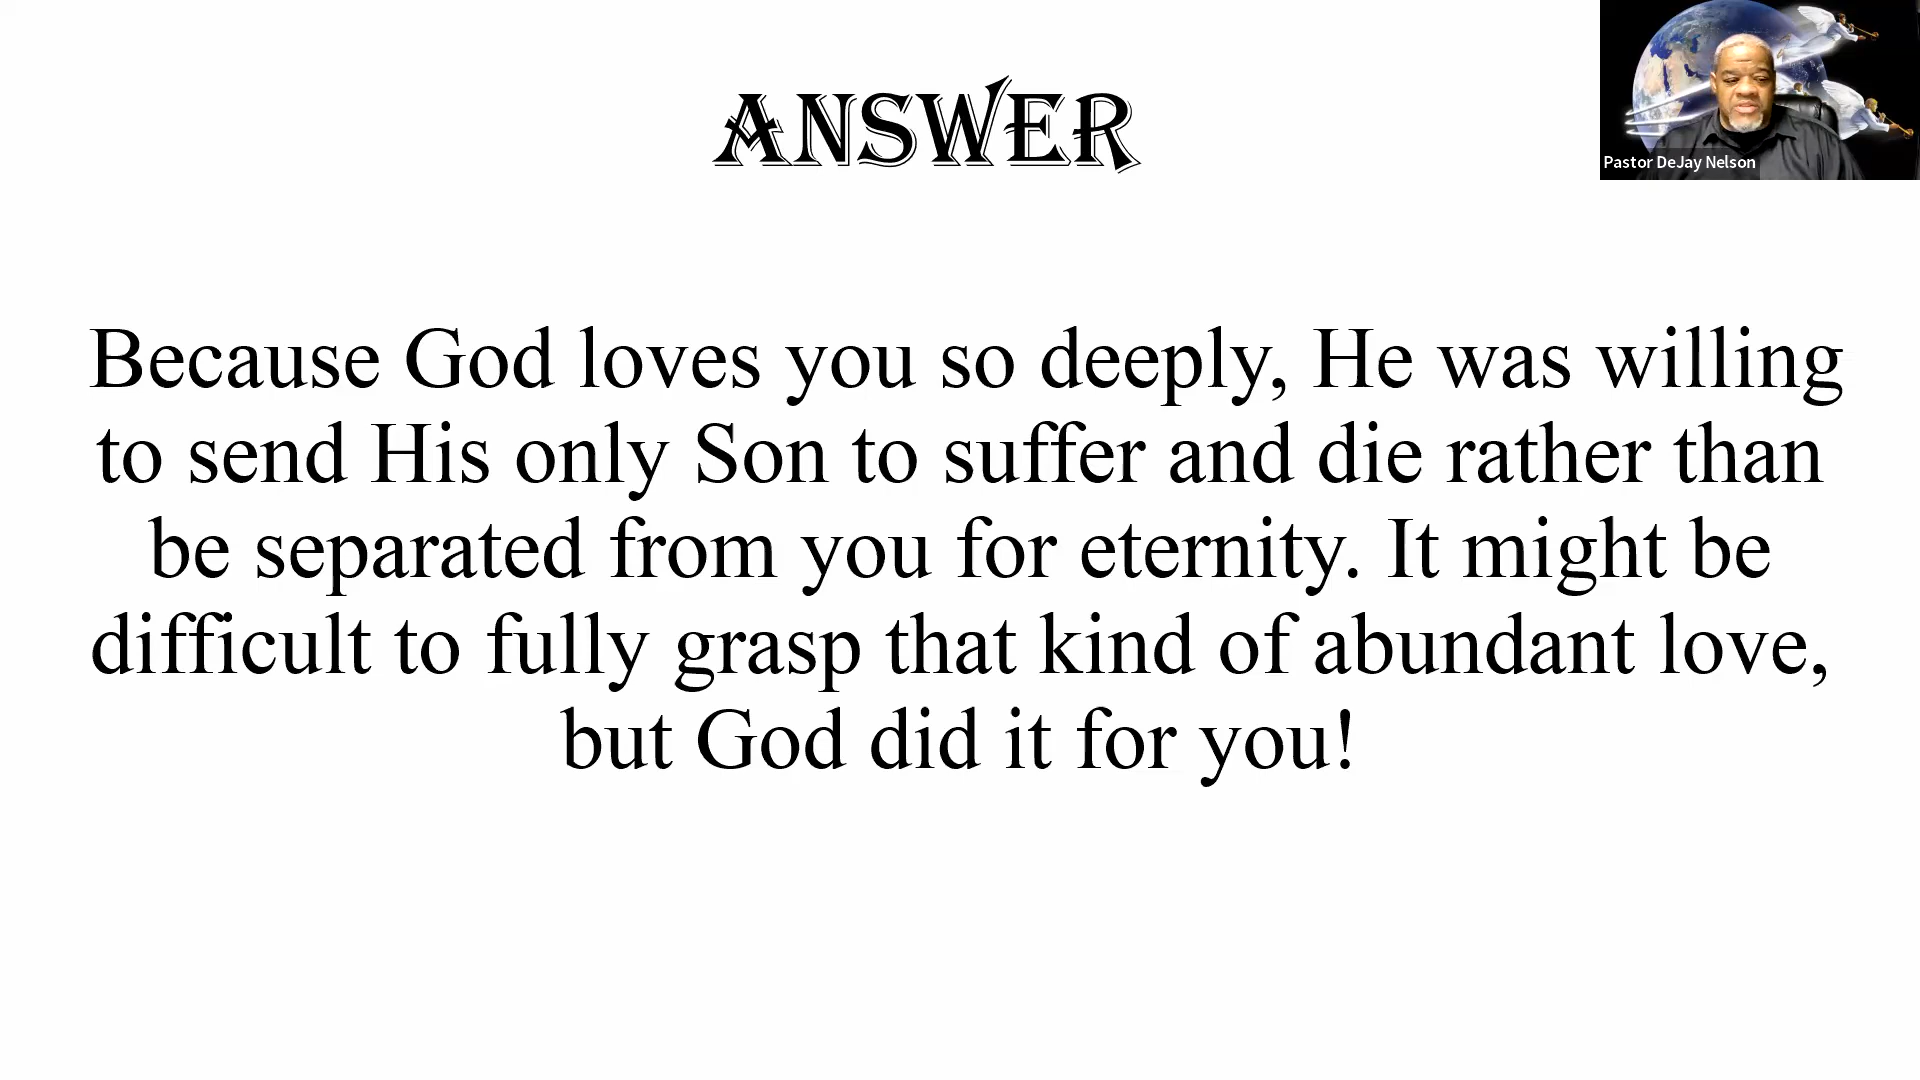 ANSWER
Pastor DeJay Nelson
Because God loves you so deeply, He was willing
to send His only Son to suffer and die rather than
be separated from you for eternity. It might be
difficult to fully grasp that kind of abundant love,
but God did it for you!